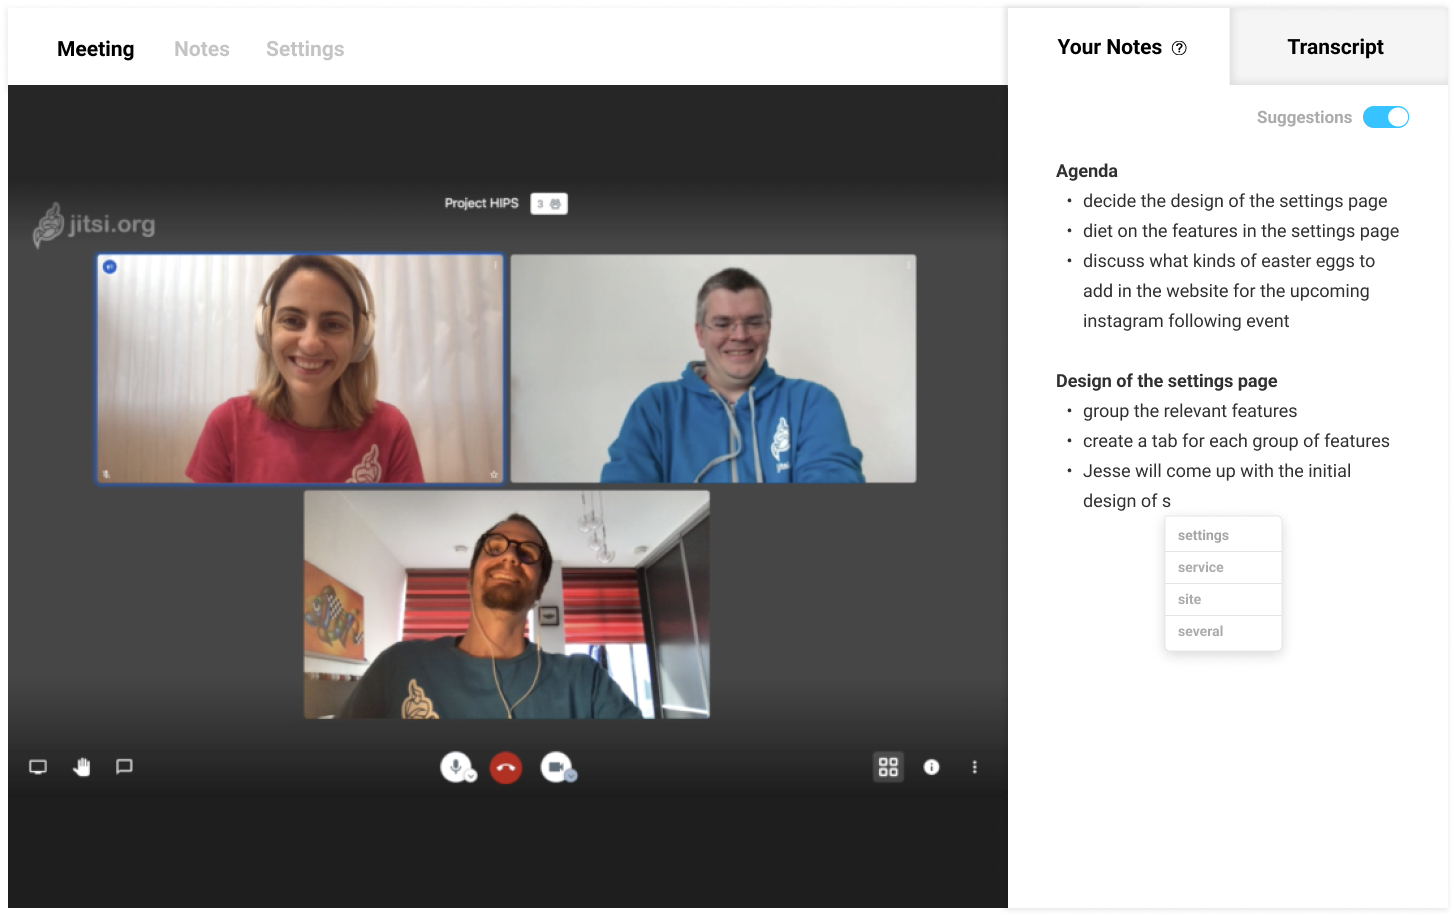 Meeting Notes Settings
Your Notes ?
Transcript
Suggestions
Project HIPS 3
jitsi.org
jitsi
Agenda
• decide the design of the settings page
• diet on the features in the settings page
• discuss what kinds of easter eggs to
add in the website for the upcoming
instagram following event
Design of the settings page
• group the relevant features
• create a tab for each group of features
• Jesse will come up with the initial
design of s
settings
service
site
several